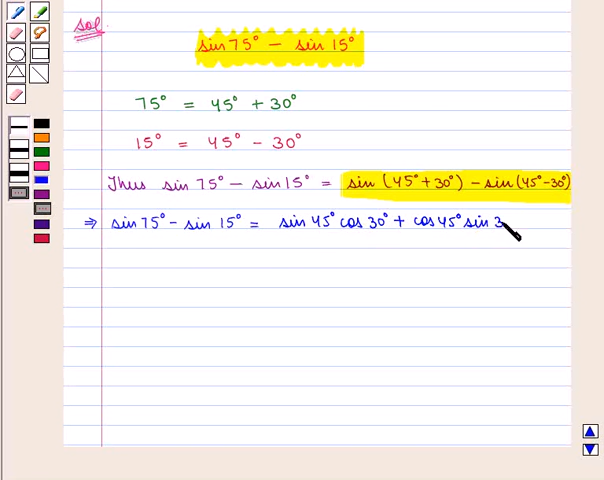 Sol.
sin 75° − sin 15°
75° = 45° + 30°
15° = 45° − 30°
Thus sin 75° − sin 15° = sin (45° + 30°) − sin (45° − 30°)
⇒ sin 75° − sin 15° = sin 45° cos 30° + cos 45° sin 3